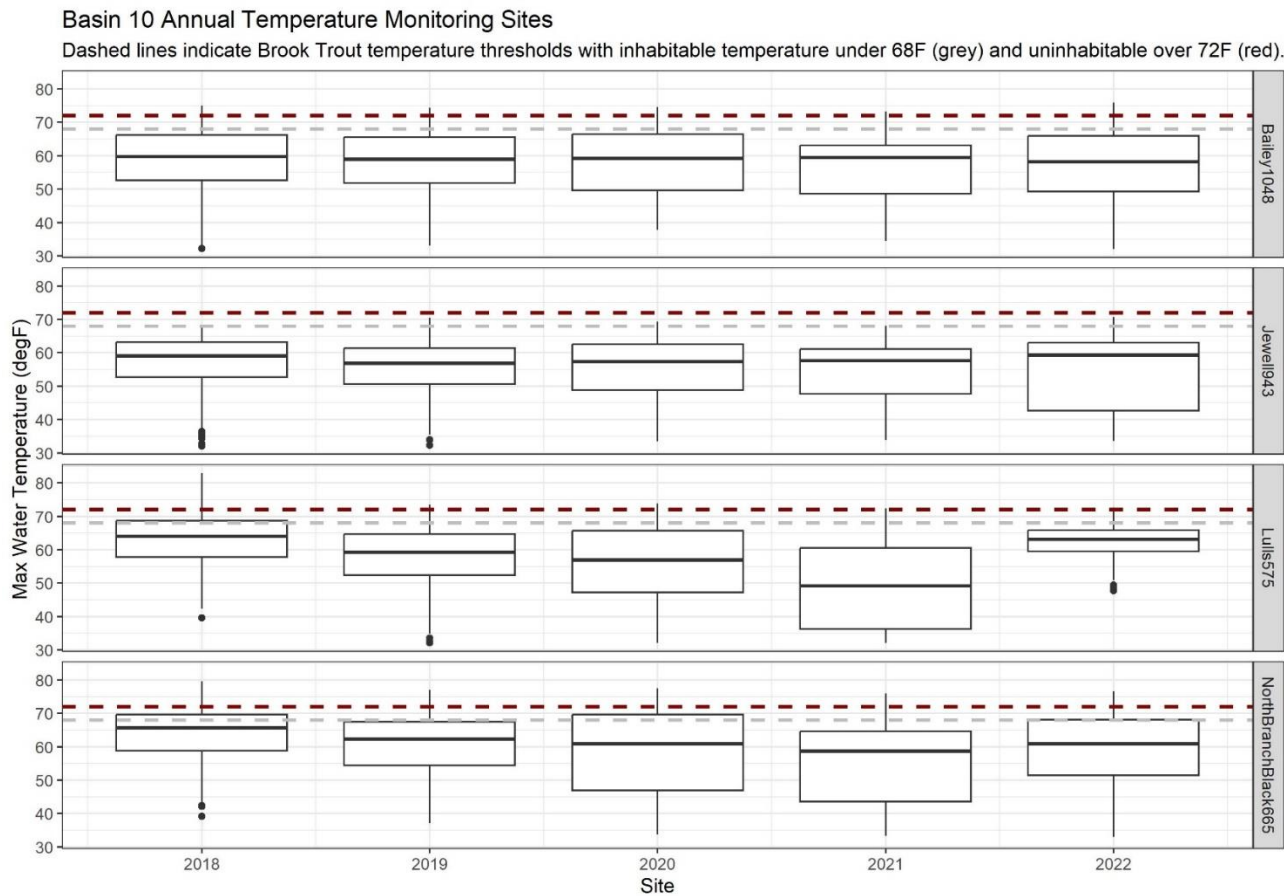 Basin 10 Annual Temperature Monitoring Sites
Dashed lines indicate Brook Trout temperature thresholds with inhabitable temperature under 68F (grey) and uninhabitable over 72F (red).
Max Water Temperature (degF)
80
70
60
50
40
30
Bailey1048
80
70
60
50
40
30
Jewell943
80
70
60
50
40
30
Lulls575
80
70
60
50
40
30
NorthBranchBlack665
2018 2019 2020 2021 2022
Site